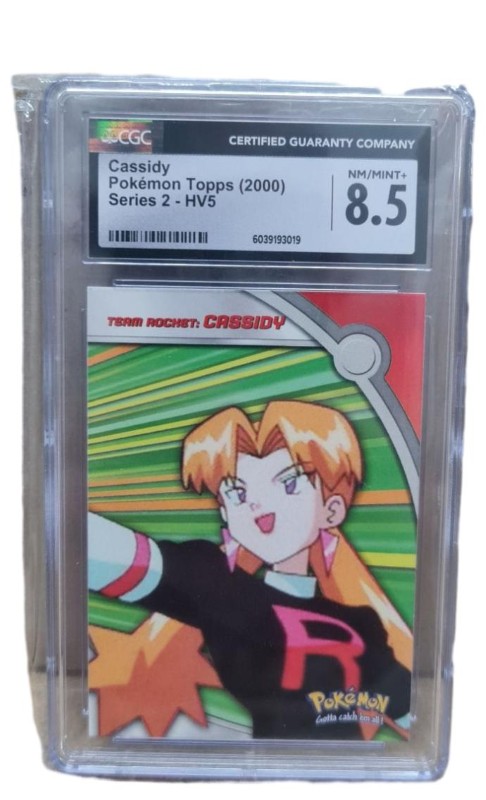 CGC
CERTIFIED GUARANTY COMPANY
Cassidy
Pokémon Topps (2000)
Series 2 - HV5
NM/MINT+
8.5
6039193019
TEAM ROCKET: CASSIDY
R
POKéMON
Gotta catch 'em all!